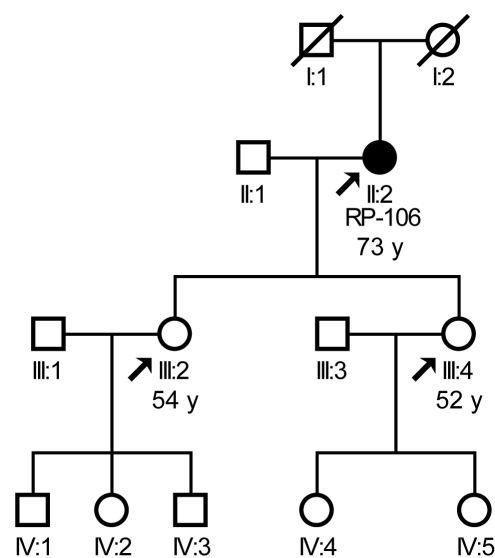 I:1 I:2
II:1 II:2
RP-106
73 y
III:1 III:2 III:3 III:4
54 y 52 y
IV:1 IV:2 IV:3 IV:4 IV:5